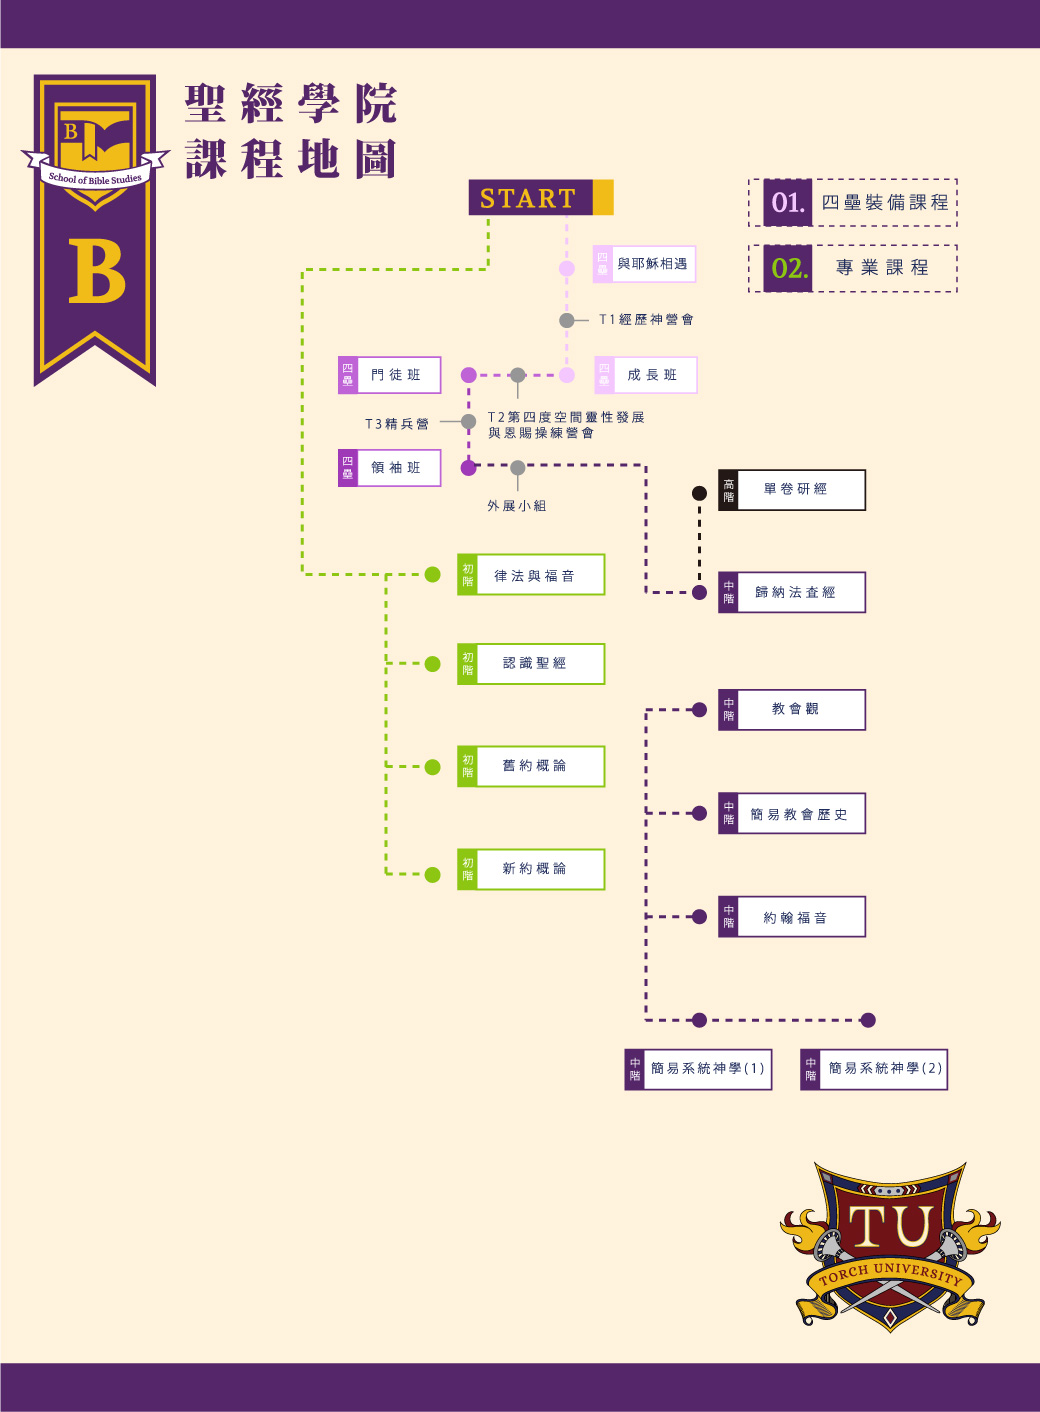 聖經學院
課程地圖
B
School of Bible Studies
B
START
01. 四壘裝備課程
02. 專業課程
四壘 與耶穌相遇
T1經歷神營會
四壘 門徒班
四壘 成長班
T3精兵營
T2第四度空間靈性發展
與恩賜操練營會
四壘 領袖班
外展小組
高階 單卷研經
初階 律法與福音
中階 歸納法查經
初階 認識聖經
中階 教會觀
初階 舊約概論
中階 簡易教會歷史
初階 新約概論
中階 約翰福音
中階 簡易系統神學(1)
中階 簡易系統神學(2)
TU
TORCH UNIVERSITY